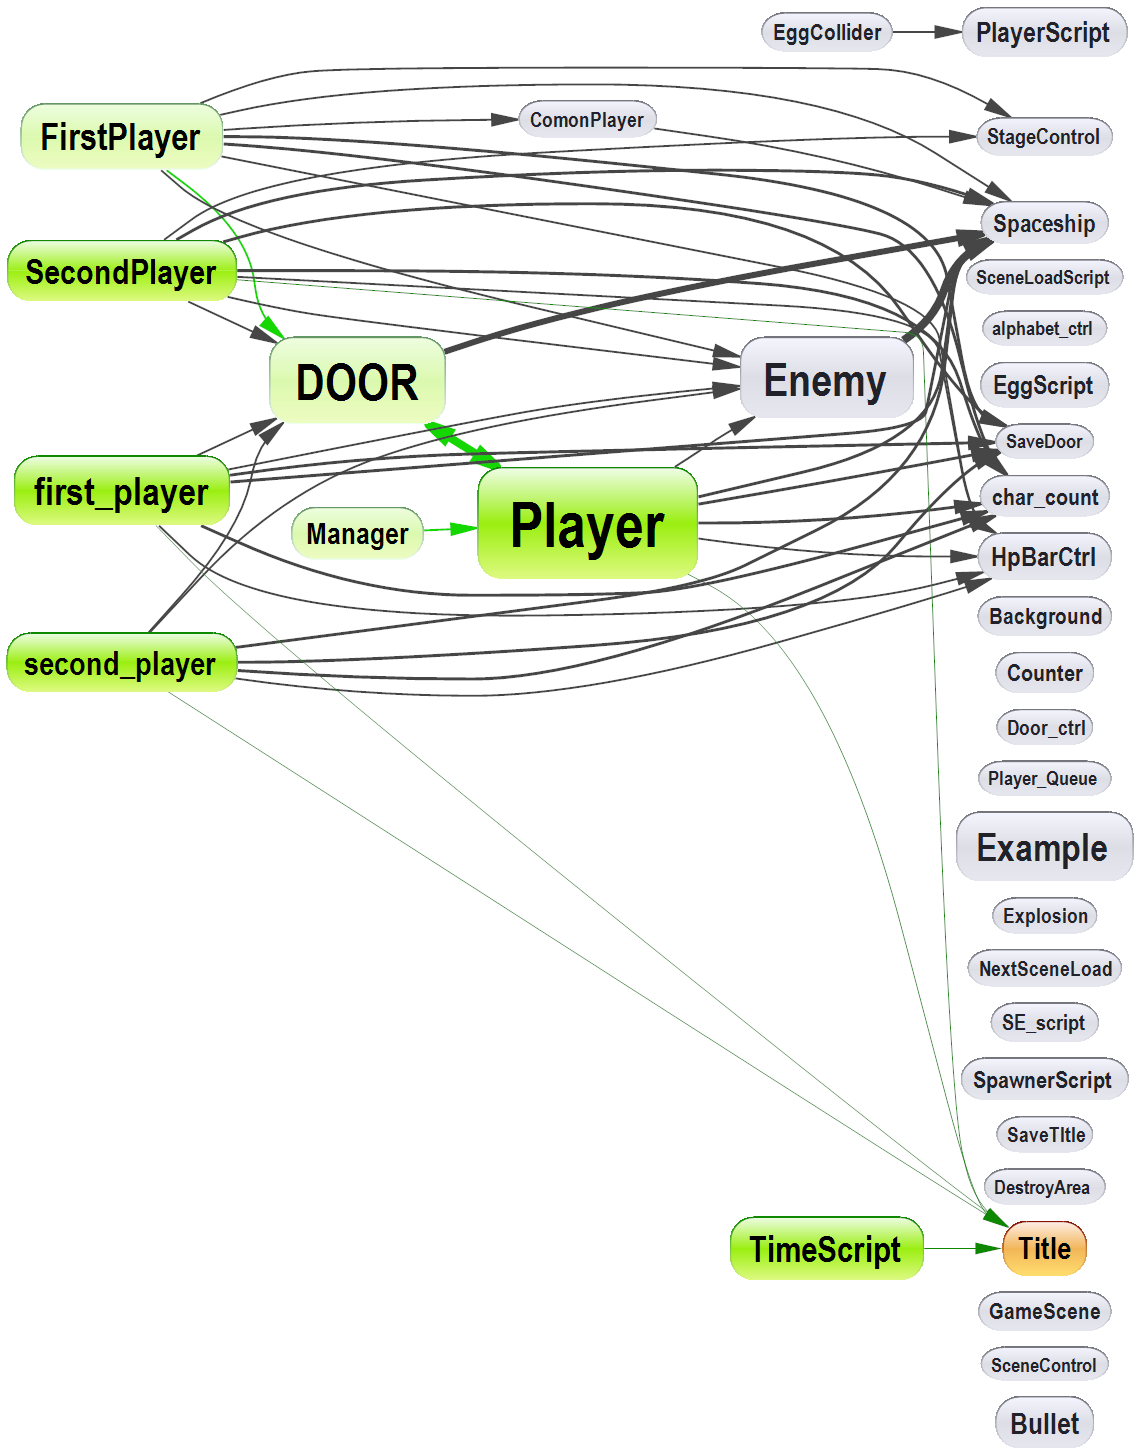 EggCollider
PlayerScript
FirstPlayer
ComonPlayer
StageControl
Spaceship
SecondPlayer
SceneLoadScript
alphabet_ctrl
DOOR
Enemy
EggScript
SaveDoor
first_player
char_count
Manager
Player
HpBarCtrl
Background
second_player
Counter
Door_ctrl
Player_Queue
Example
Explosion
NextSceneLoad
SE_script
SpawnerScript
SaveTItle
DestroyArea
TimeScript
Title
GameScene
SceneControl
Bullet